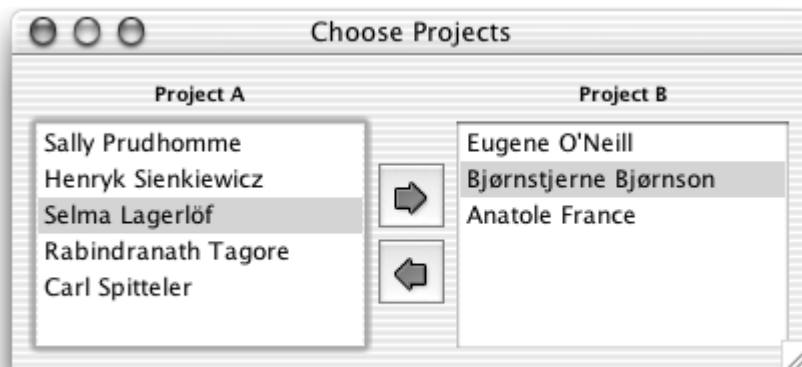 Choose Projects
Project A
Sally Prudhomme
Henryk Sienkiewicz
Selma Lagerlöf
Rabindranath Tagore
Carl Spitteler
Project B
Eugene O'Neill
Bjørnstjerne Bjørnson
Anatole France